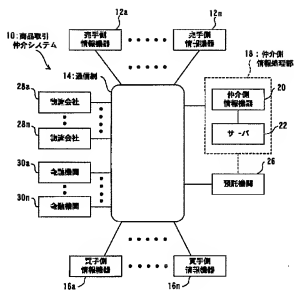 12a
12n
10:商品取引
仲介システム
売手側
情報機器
売手側
情報機器
14:通信網
18:仲介側
情報処理部
28a
物流会社
28n
物流会社
30a
金融機関
30n
金融機関
仲介側
情報機器
20
サーバ
22
26
預託機関
買手側
情報機器
買手側
情報機器
16a
16n